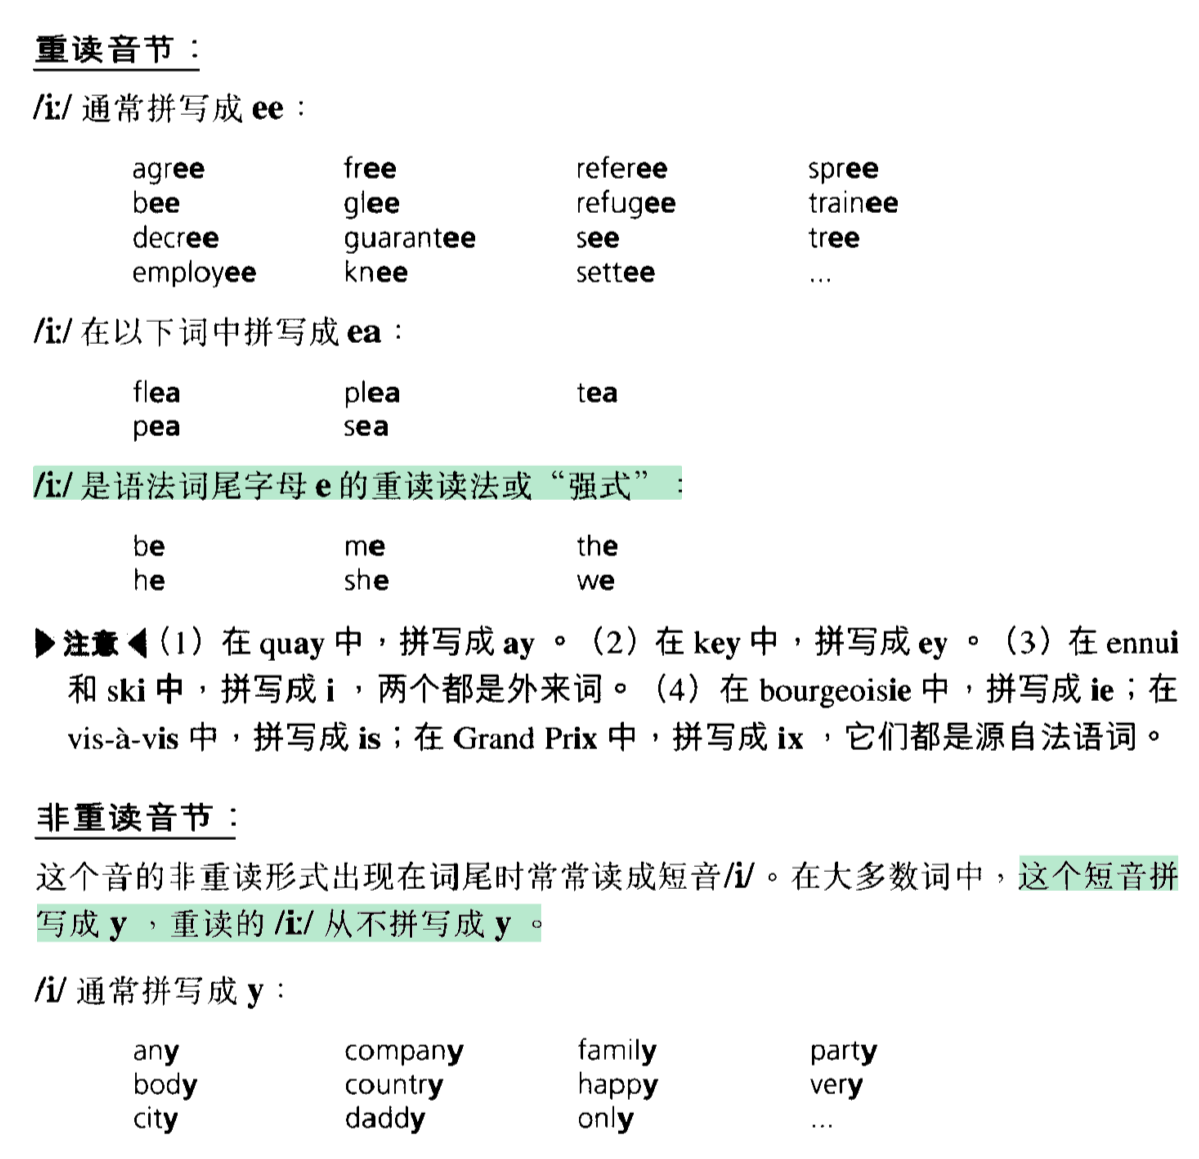 重读音节：
/i:/ 通常拼写成 ee：
agree free referee spree
bee glee refugee trainee
decree guarantee see tree
employee knee settee ...
/i:/ 在以下词中拼写成 ea：
flea plea tea
pea sea
/i:/ 是语法词尾字母 e 的重读读法或“强式”：
be me the
he she we
▶注意◀（1）在 quay 中，拼写成 ay 。（2）在 key 中，拼写成 ey 。（3）在 ennui
和 ski 中，拼写成 i ，两个都是外来词。（4）在 bourgeoisie 中，拼写成 ie；在
vis-à-vis 中，拼写成 is；在 Grand Prix 中，拼写成 ix ，它们都是源自法语词。
非重读音节：
这个音的非重读形式出现在词尾时常常读成短音/i/。在大多数词中，这个短音拼
写成 y ，重读的 /i:/ 从不拼写成 y 。
/i/ 通常拼写成 y：
any company family party
body country happy very
city daddy only ...